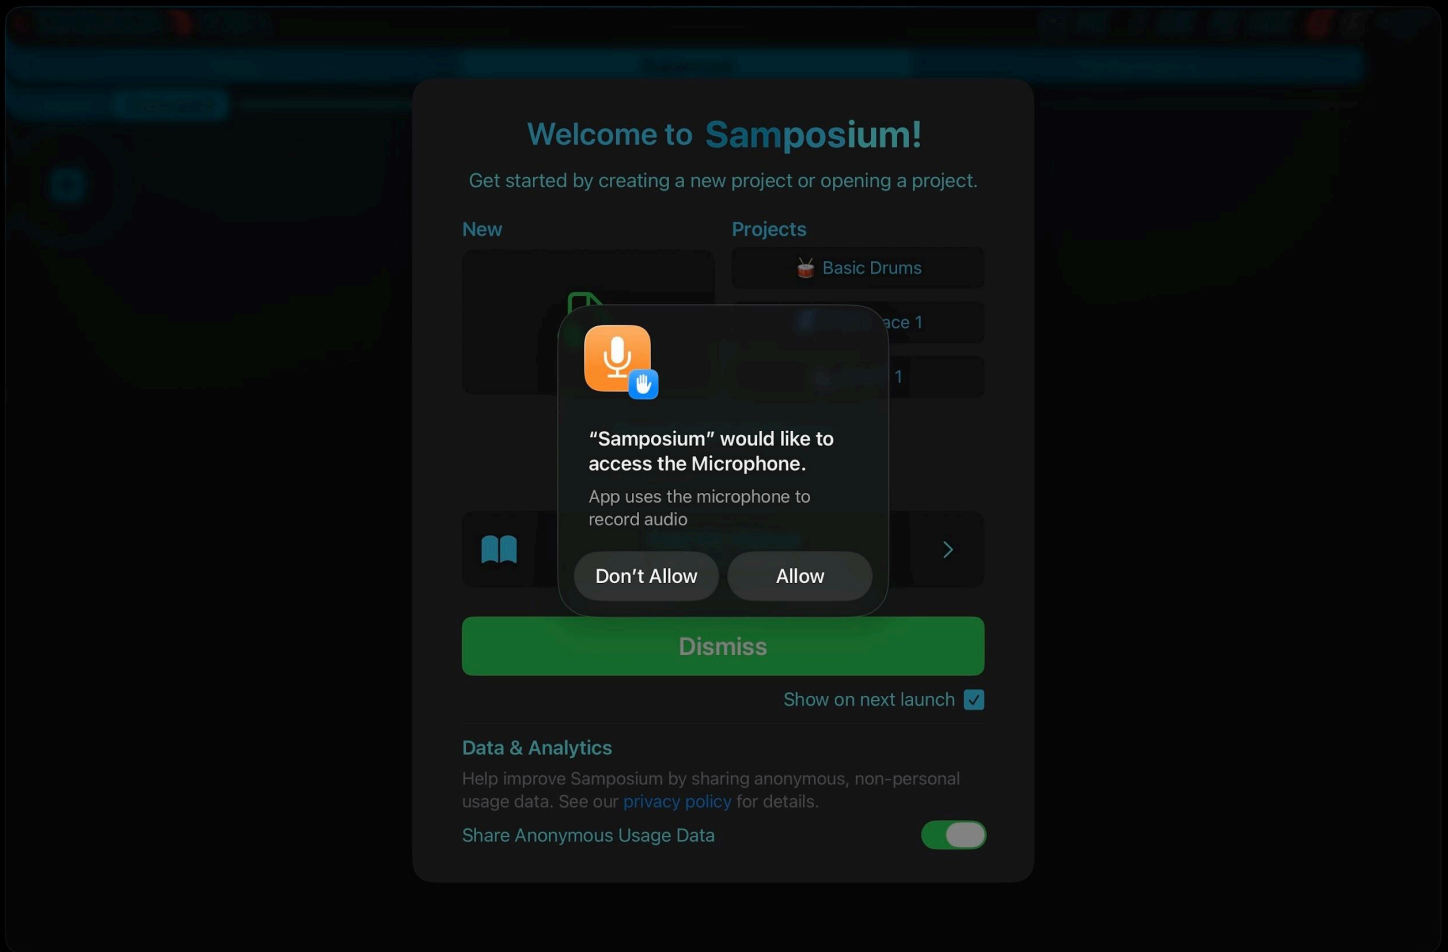 Welcome to Samposium!
Get started by creating a new project or opening a project.
New
Projects
🥁 Basic Drums
ace 1
1
“Samposium” would like to
access the Microphone.
App uses the microphone to
record audio
Don’t Allow
Allow
Dismiss
Show on next launch
Data & Analytics
Help improve Samposium by sharing anonymous, non-personal
usage data. See our privacy policy for details.
Share Anonymous Usage Data